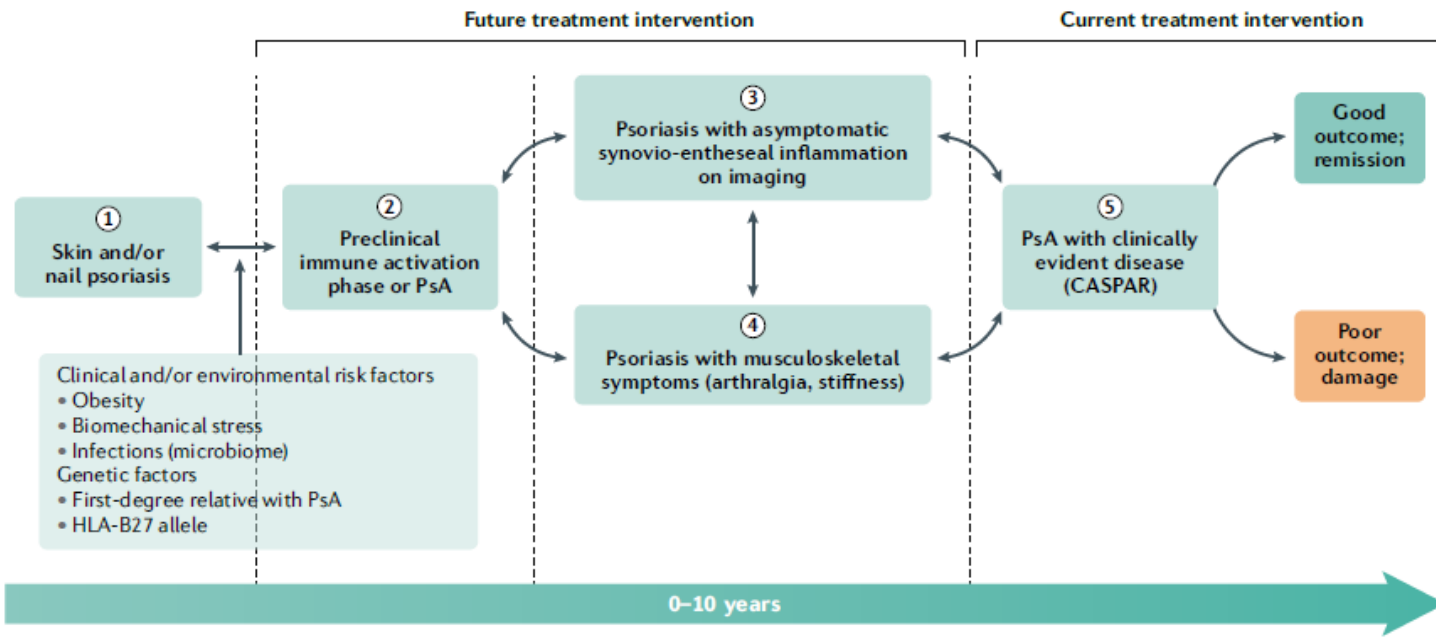 Future treatment intervention
Current treatment intervention
①
Skin and/or
nail psoriasis
②
Preclinical
immune activation
phase or PsA
③
Psoriasis with asymptomatic
synovio-entheseal inflammation
on imaging
④
Psoriasis with musculoskeletal
symptoms (arthralgia, stiffness)
⑤
PsA with clinically
evident disease
(CASPAR)
Good
outcome;
remission
Poor
outcome;
damage
Clinical and/or environmental risk factors
• Obesity
• Biomechanical stress
• Infections (microbiome)
Genetic factors
• First-degree relative with PsA
• HLA-B27 allele
0–10 years